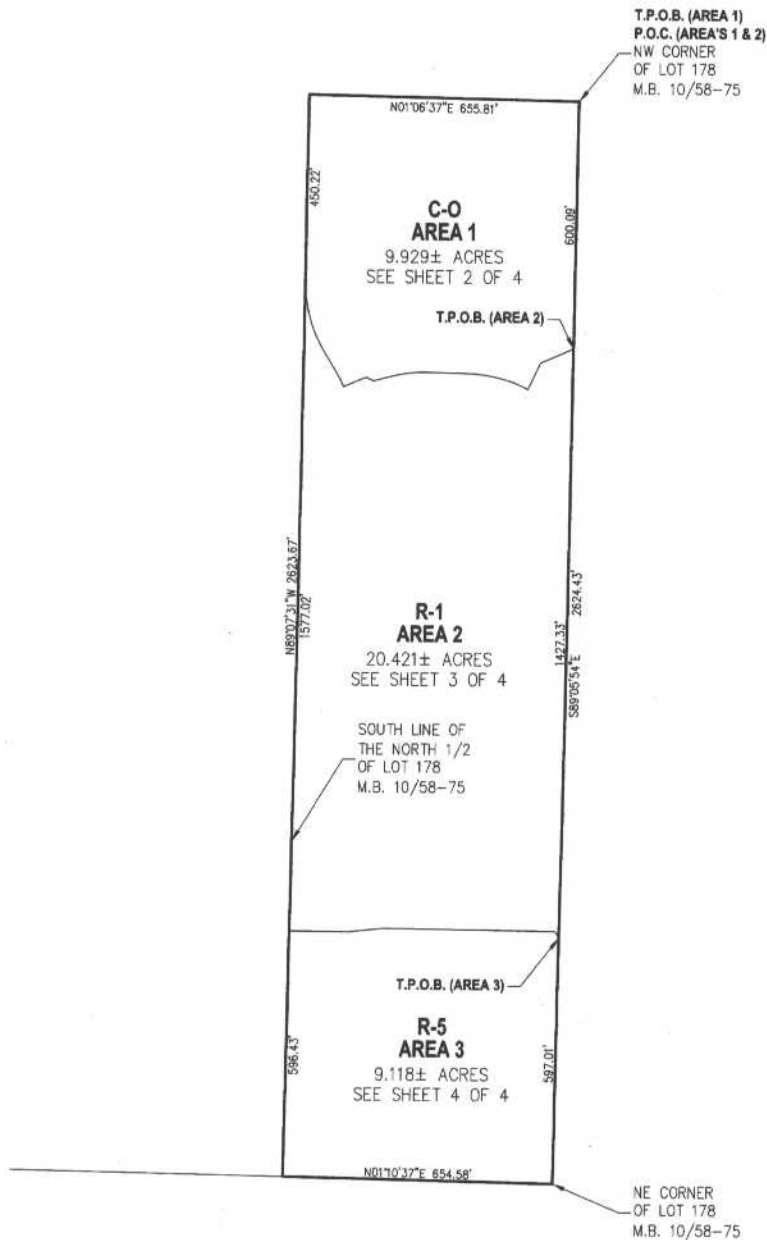 T.P.O.B. (AREA 1)
P.O.C. (AREA'S 1 & 2)
NW CORNER
OF LOT 178
M.B. 10/58-75
N01°06'37"E 655.81'
450.22'
600.09'
C-O
AREA 1
9.929± ACRES
SEE SHEET 2 OF 4
T.P.O.B. (AREA 2)
N89°07'31"W 2623.67'
1577.02'
1427.33'
S89°05'54"E 2624.43'
R-1
AREA 2
20.421± ACRES
SEE SHEET 3 OF 4
SOUTH LINE OF
THE NORTH 1/2
OF LOT 178
M.B. 10/58-75
T.P.O.B. (AREA 3)
596.43'
597.01'
R-5
AREA 3
9.118± ACRES
SEE SHEET 4 OF 4
N01°10'37"E 654.58'
NE CORNER
OF LOT 178
M.B. 10/58-75